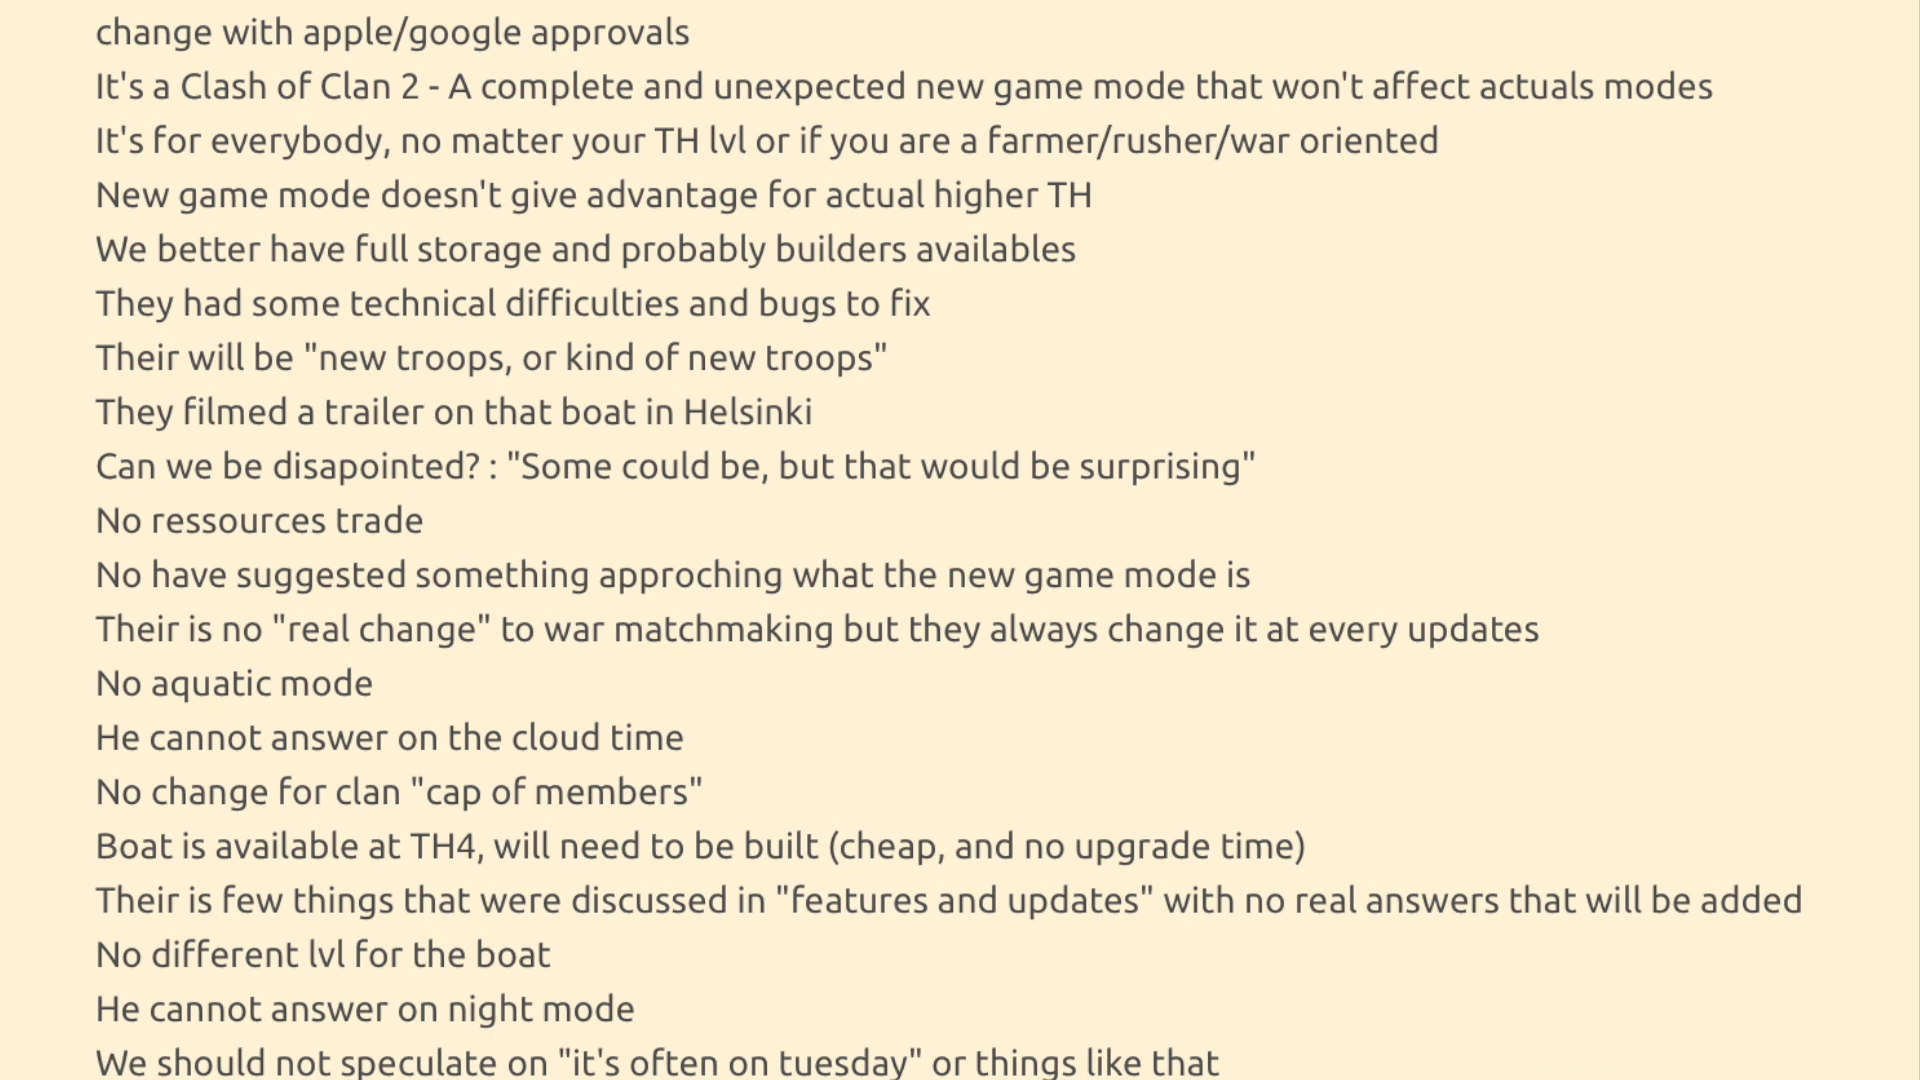 change with apple/google approvals
It's a Clash of Clan 2 - A complete and unexpected new game mode that won't affect actuals modes
It's for everybody, no matter your TH lvl or if you are a farmer/rusher/war oriented
New game mode doesn't give advantage for actual higher TH
We better have full storage and probably builders availables
They had some technical difficulties and bugs to fix
Their will be "new troops, or kind of new troops"
They filmed a trailer on that boat in Helsinki
Can we be disapointed? : "Some could be, but that would be surprising"
No ressources trade
No have suggested something approching what the new game mode is
Their is no "real change" to war matchmaking but they always change it at every updates
No aquatic mode
He cannot answer on the cloud time
No change for clan "cap of members"
Boat is available at TH4, will need to be built (cheap, and no upgrade time)
Their is few things that were discussed in "features and updates" with no real answers that will be added
No different lvl for the boat
He cannot answer on night mode
We should not speculate on "it's often on tuesday" or things like that